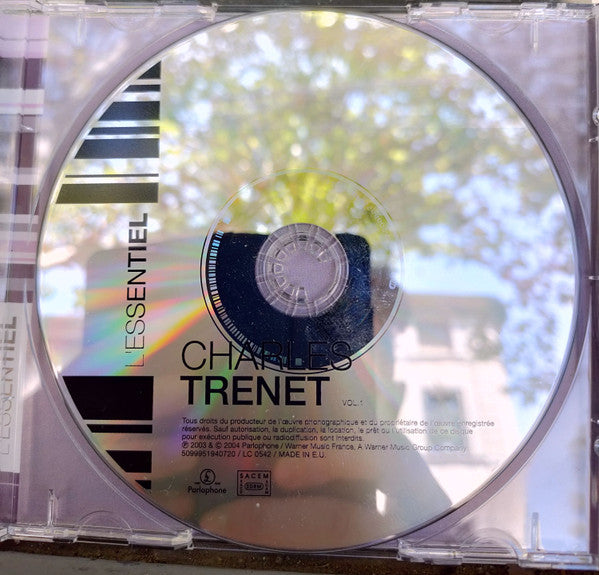 L'ESSENTIEL
L'ESSENTIEL
CHARLES
TRENET
VOL.1
Tous droits du producteur de l'œuvre phonographique et du propriétaire de l'œuvre enregistrée
réservés. Sauf autorisation, la duplication, la location, le prêt ou l'utilisation de ce disque
pour exécution publique ou radiodiffusion sont interdits.
℗ 2003 & © 2004 Parlophone / Warner Music France, A Warner Music Group Company.
5099951940720 / LC 0542 / MADE IN E.U.
Parlophone
SACEM
SDRM